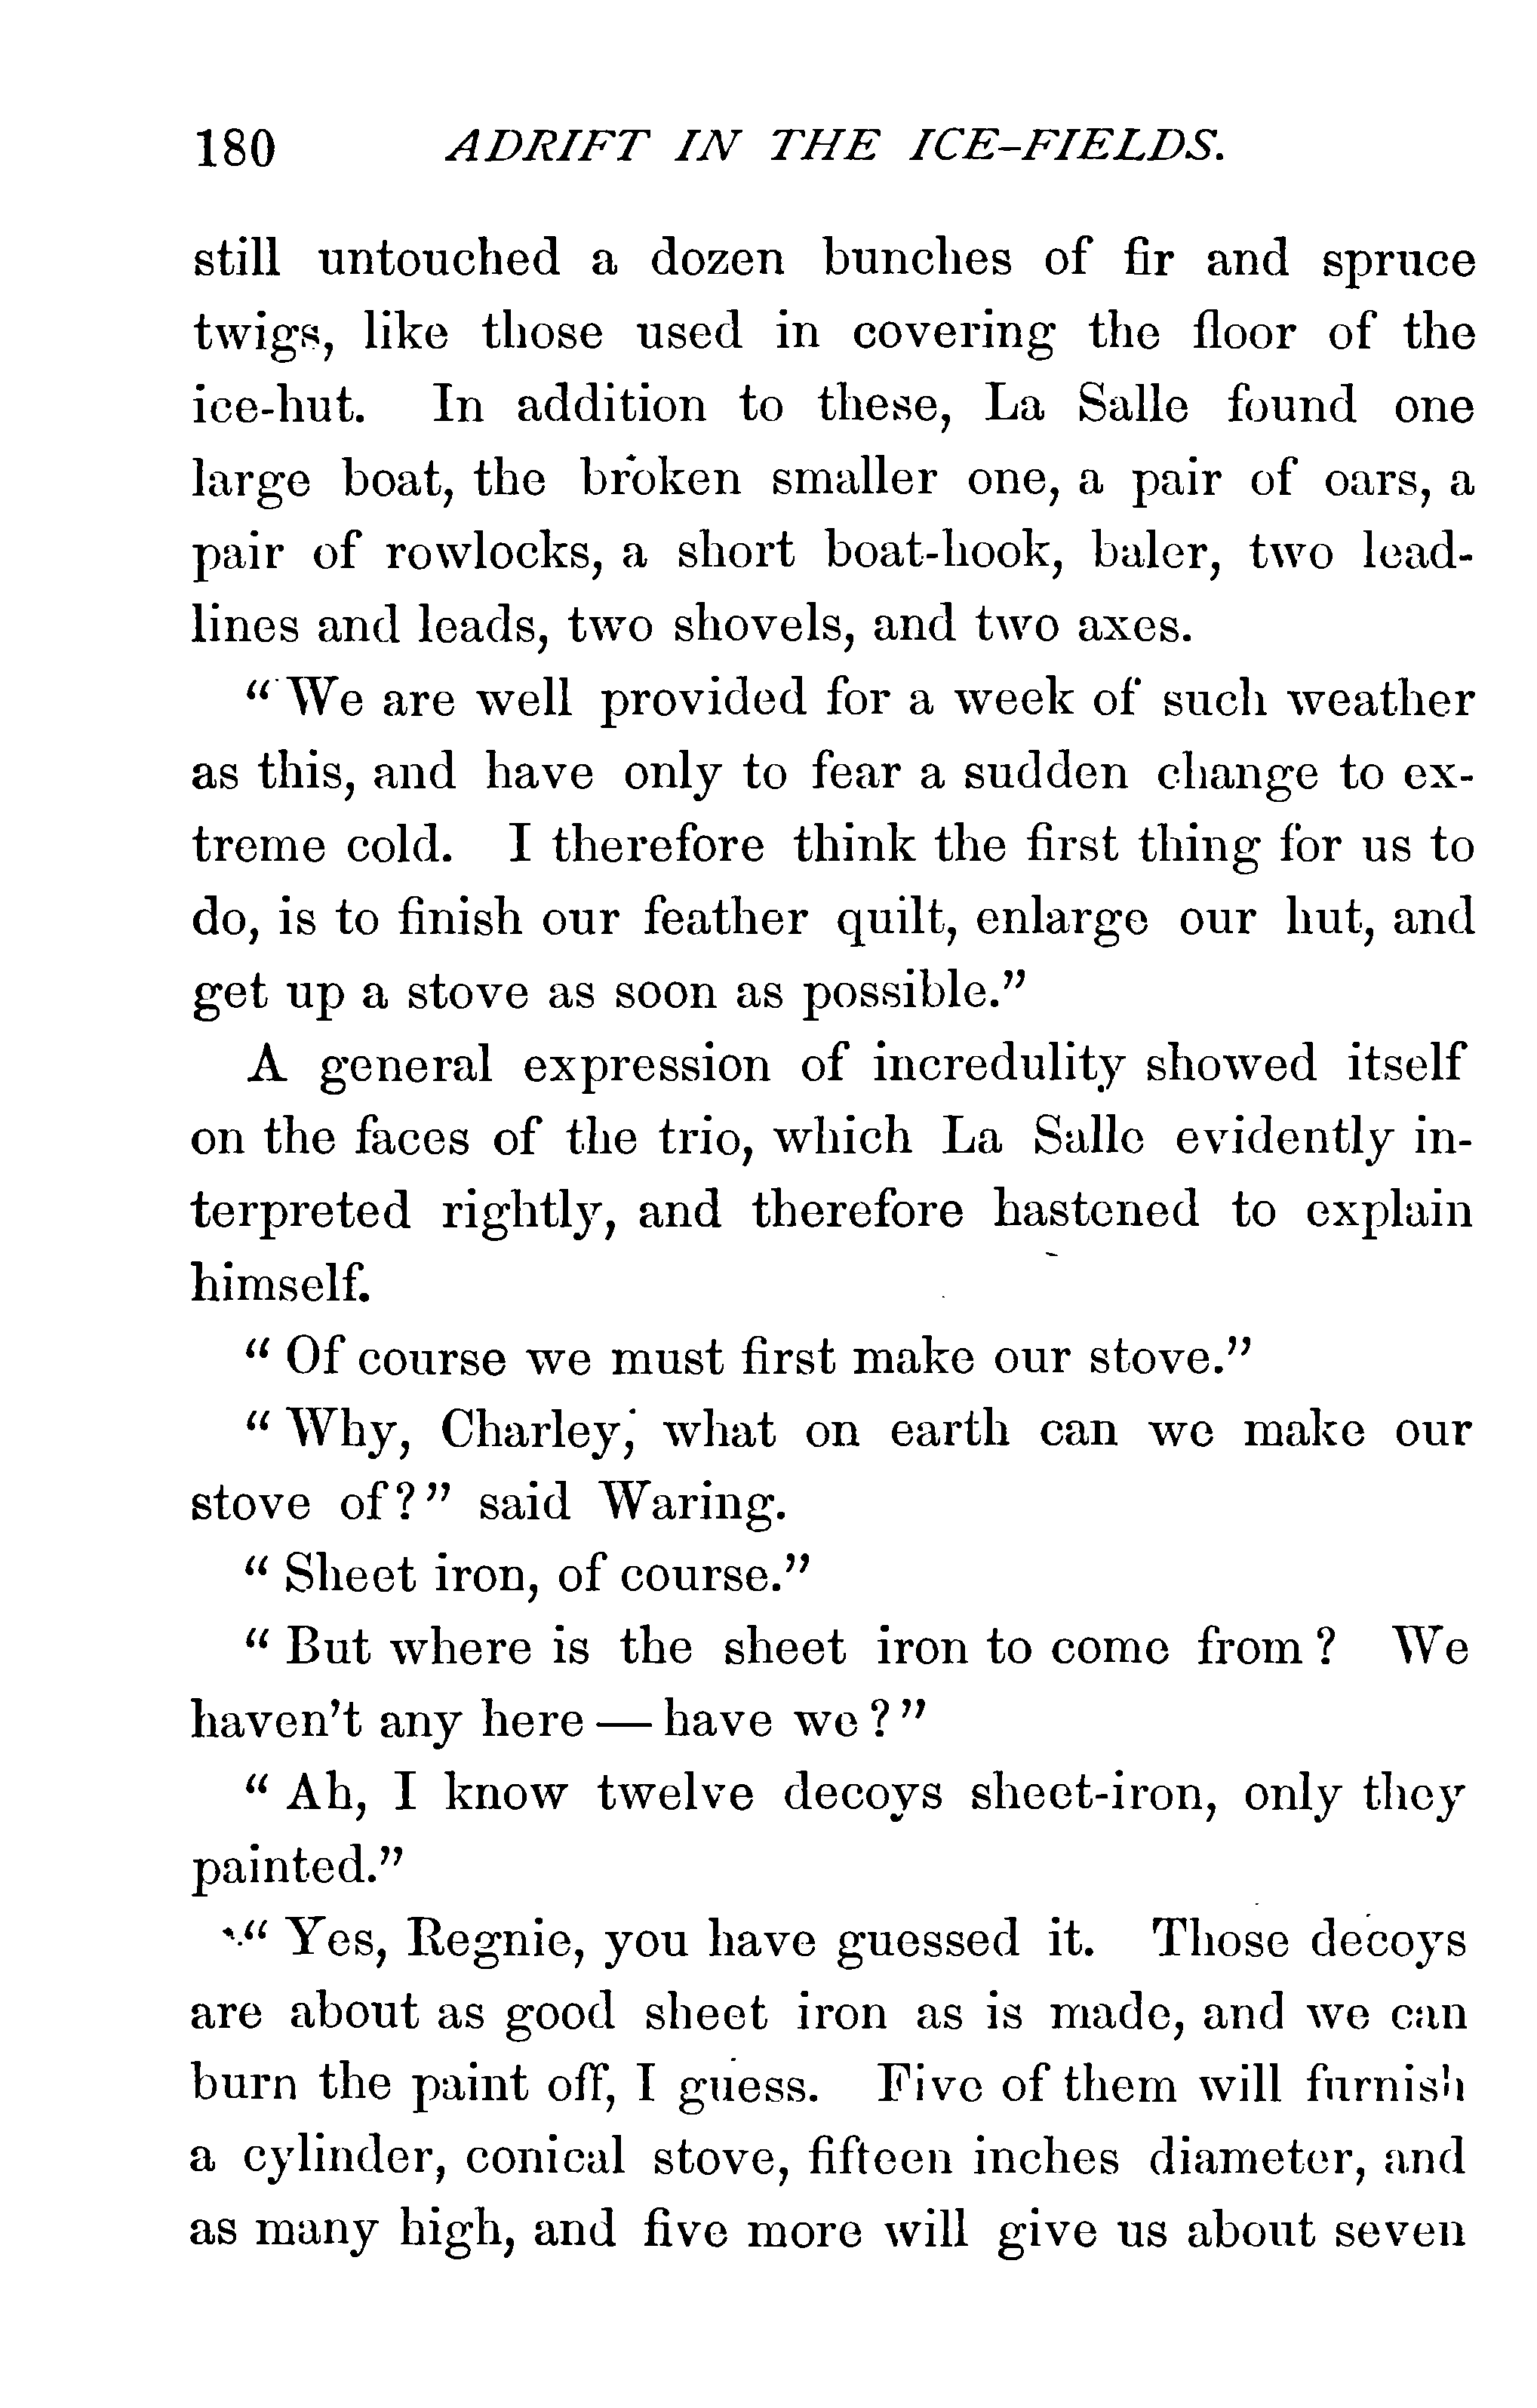 180 ADRIFT IN THE ICE-FIELDS.
still untouched a dozen bunches of fir and spruce
twigs, like those used in covering the floor of the
ice-hut. In addition to these, La Salle found one
large boat, the broken smaller one, a pair of oars, a
pair of rowlocks, a short boat-hook, baler, two lead-
lines and leads, two shovels, and two axes.
"We are well provided for a week of such weather
as this, and have only to fear a sudden change to ex-
treme cold. I therefore think the first thing for us to
do, is to finish our feather quilt, enlarge our hut, and
get up a stove as soon as possible."
A general expression of incredulity showed itself
on the faces of the trio, which La Salle evidently in-
terpreted rightly, and therefore hastened to explain
himself.
"Of course we must first make our stove."
"Why, Charley, what on earth can we make our
stove of?" said Waring.
"Sheet iron, of course."
"But where is the sheet iron to come from? We
haven't any here — have we?"
"Ah, I know twelve decoys sheet-iron, only they
painted."
"Yes, Regnie, you have guessed it. Those decoys
are about as good sheet iron as is made, and we can
burn the paint off, I guess. Five of them will furnish
a cylinder, conical stove, fifteen inches diameter, and
as many high, and five more will give us about seven